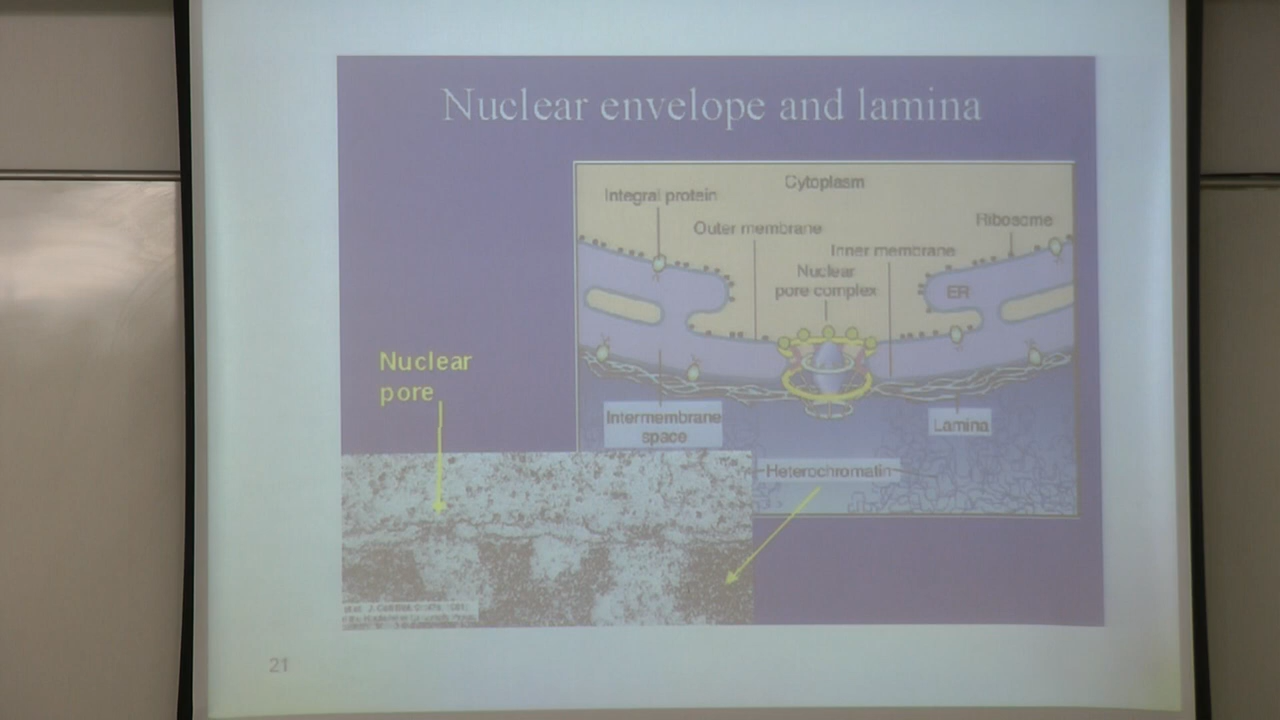 Nuclear envelope and lamina
Cytoplasm
Integral protein
Ribosome
Outer membrane
Inner membrane
Nuclear
pore complex
ER
Nuclear
pore
Intermembrane
space
Lamina
Heterochromatin
21